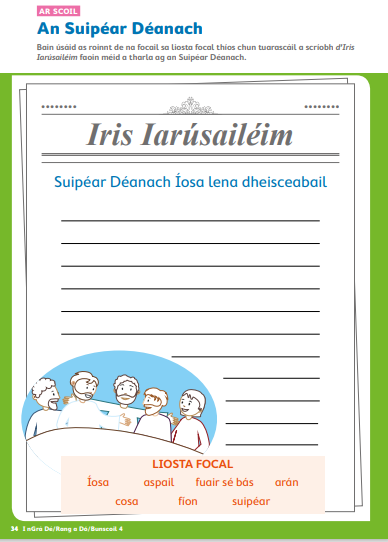 AR SCOIL
An Suipéar Déanach
Bain úsáid as roinnt de na focail sa liosta focal thíos chun tuarascáil a scríobh d'Iris
Iarúsailéim faoin méid a tharla ag an Suipéar Déanach.
Iris Iarúsailéim
Suipéar Déanach Íosa lena dheisceabail
LIOSTA FOCAL
Íosa aspail fuair sé bás arán
cosa fíon suipéar
34 I nGrá Dé/Rang a Dó/Bunscoil 4